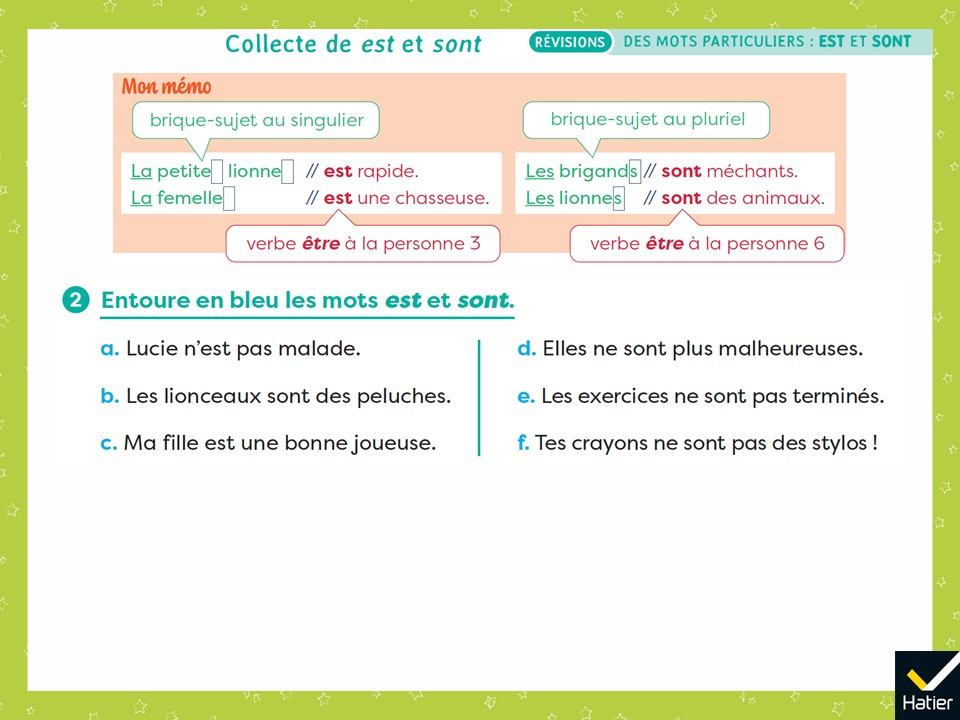 Collecte de est et sont
RÉVISIONS DES MOTS PARTICULIERS : EST ET SONT
Mon mémo
brique-sujet au singulier
La petite lionne // est rapide.
La femelle // est une chasseuse.
verbe être à la personne 3
brique-sujet au pluriel
Les brigands // sont méchants.
Les lionnes // sont des animaux.
verbe être à la personne 6
2 Entoure en bleu les mots est et sont.
a. Lucie n'est pas malade.
b. Les lionceaux sont des peluches.
c. Ma fille est une bonne joueuse.
d. Elles ne sont plus malheureuses.
e. Les exercices ne sont pas terminés.
f. Tes crayons ne sont pas des stylos !
Hatier